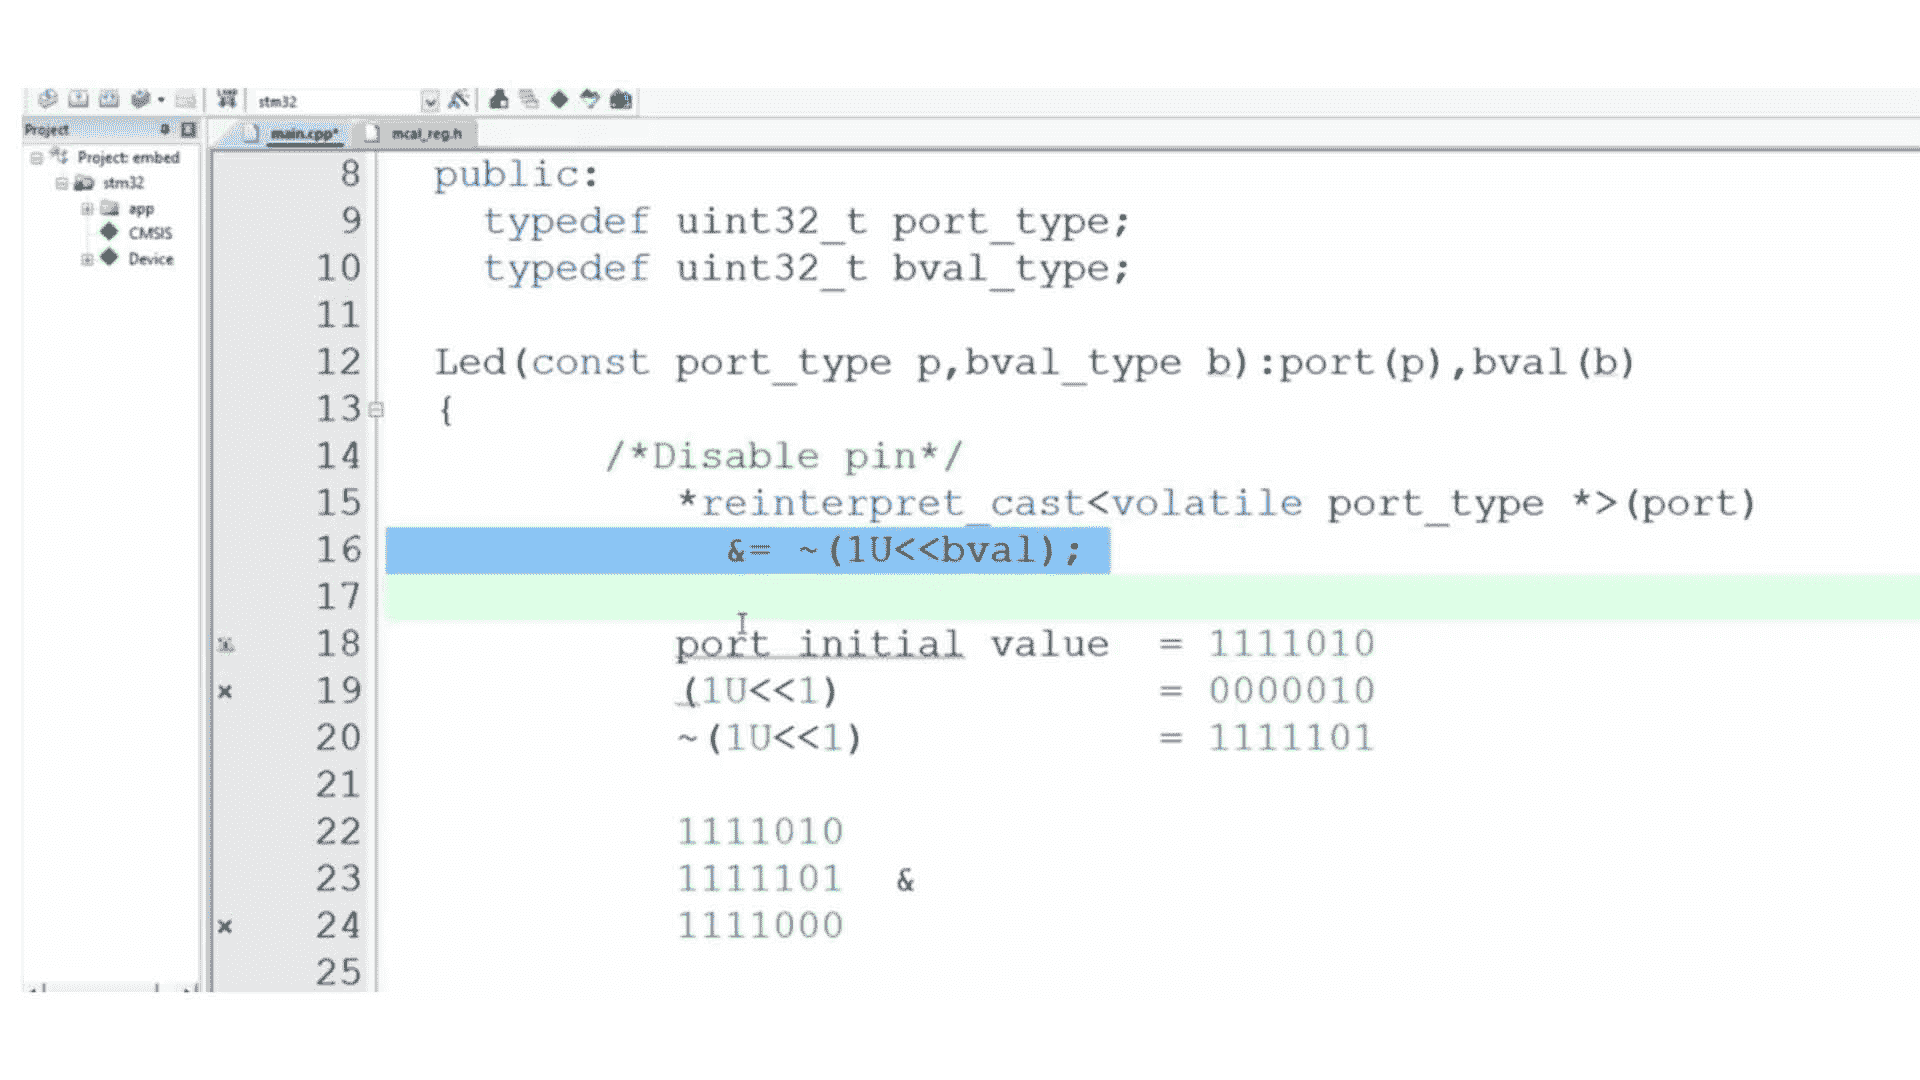 stm32
Project
main.cpp* mcal_reg.h
Project: embed
stm32
app
CMSIS
Device
8 public:
9 typedef uint32_t port_type;
10 typedef uint32_t bval_type;
11
12 Led(const port_type p,bval_type b):port(p),bval(b)
13 {
14 /*Disable pin*/
15 *reinterpret_cast<volatile port_type *>(port)
16 &= ~(1U<<bval);
17
18 port initial value = 1111010
19 (1U<<1) = 0000010
20 ~(1U<<1) = 1111101
21
22 1111010
23 1111101 &
24 1111000
25